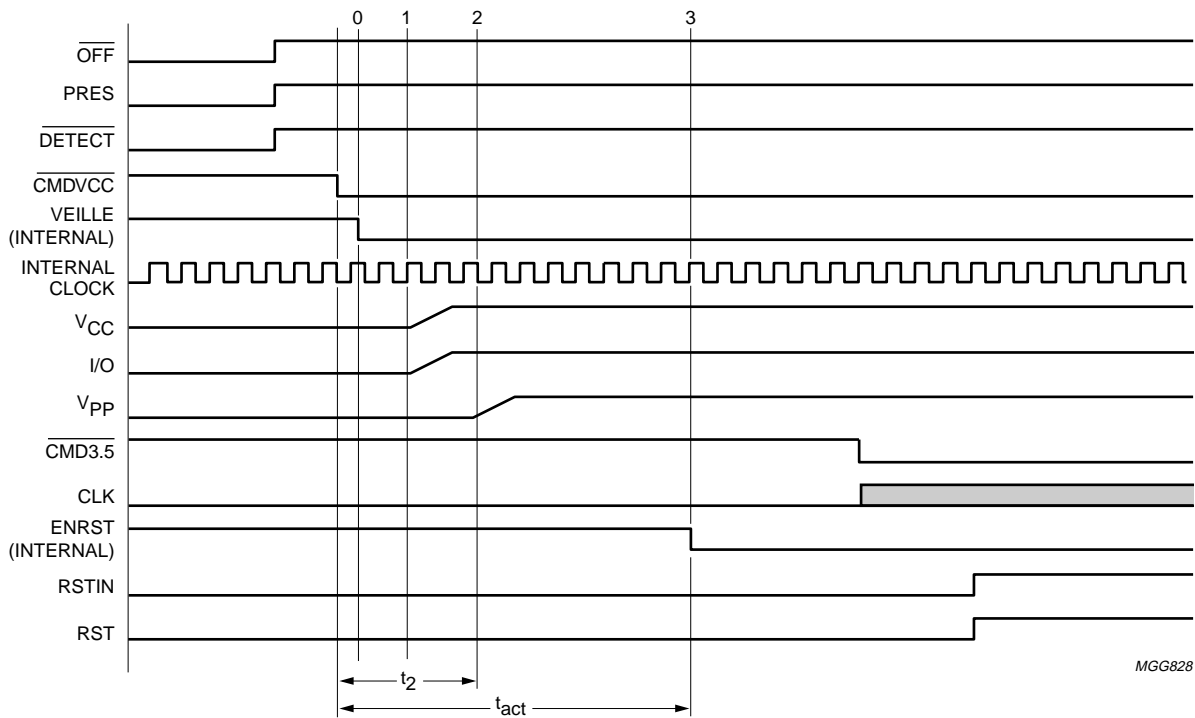 0 1 2 3
OFF
PRES
DETECT
CMDVCC
VEILLE
(INTERNAL)
INTERNAL
CLOCK
VCC
I/O
VPP
CMD3.5
CLK
ENRST
(INTERNAL)
RSTIN
RST
MGG828
t2
tact